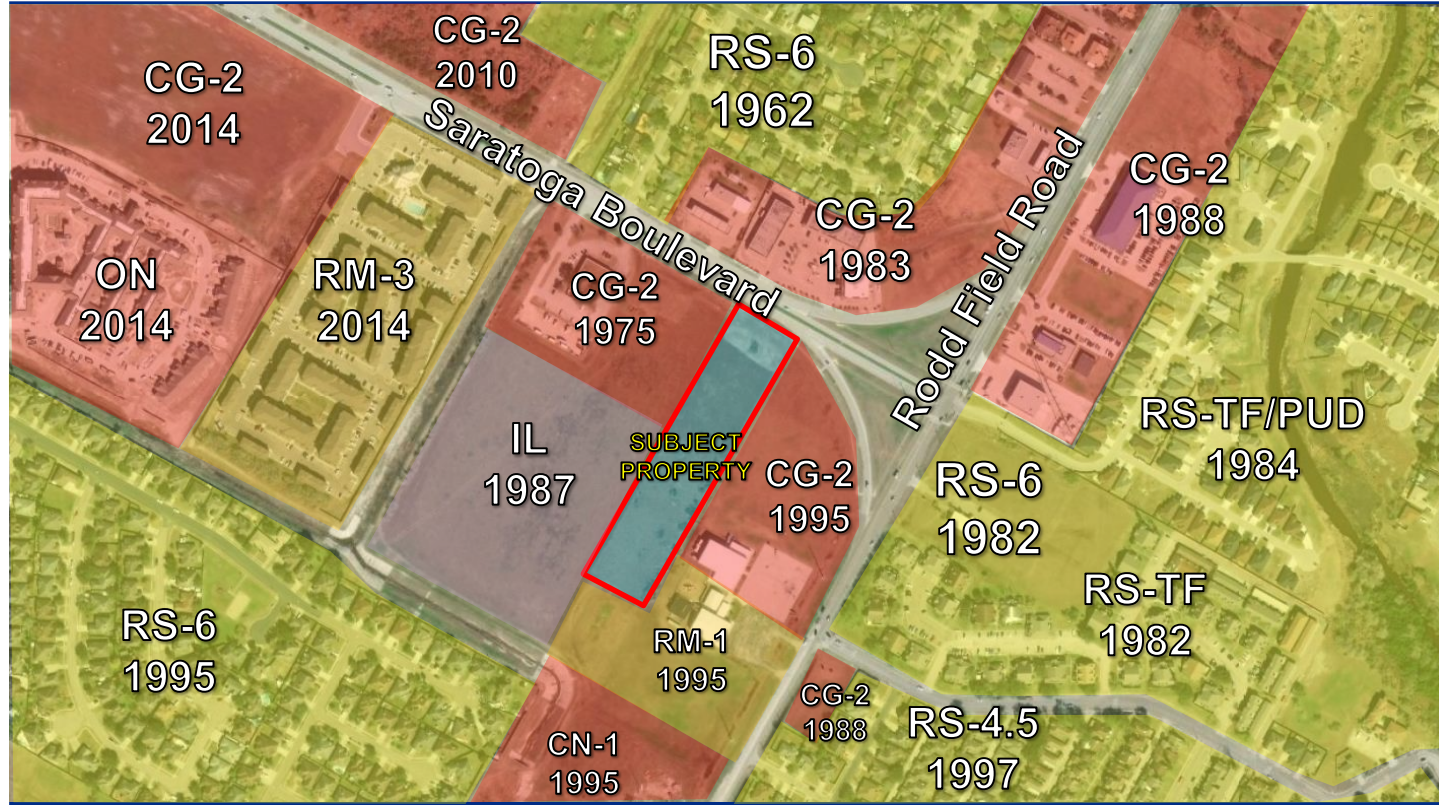 CG-2
2010
RS-6
1962
CG-2
2014
Saratoga Boulevard
Rodd Field Road
CG-2
1988
CG-2
1983
ON
2014
RM-3
2014
CG-2
1975
RS-TF/PUD
1984
SUBJECT
PROPERTY
IL
1987
CG-2
1995
RS-6
1982
RS-TF
1982
RS-6
1995
RM-1
1995
CG-2
1988
RS-4.5
1997
CN-1
1995